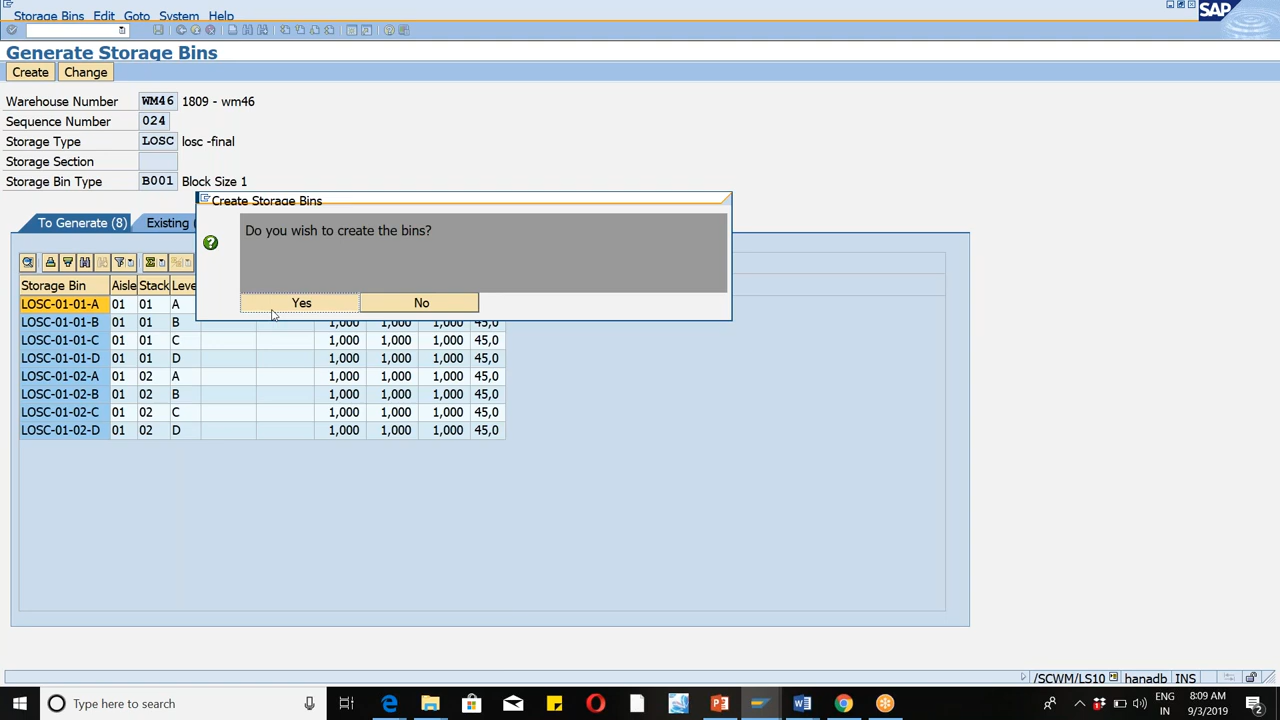 Storage Bins Edit Goto System Help
SAP
Generate Storage Bins
Create Change
Warehouse Number WM46 1809 - wm46
Sequence Number 024
Storage Type LOSC losc -final
Storage Section
Storage Bin Type B001 Block Size 1
Create Storage Bins
Do you wish to create the bins?
Yes No
To Generate (8) Existing (
Storage Bin Aisle Stack Leve
LOSC-01-01-A 01 01 A
LOSC-01-01-B 01 01 B 1,000 1,000 1,000 45,0
LOSC-01-01-C 01 01 C 1,000 1,000 1,000 45,0
LOSC-01-01-D 01 01 D 1,000 1,000 1,000 45,0
LOSC-01-02-A 01 02 A 1,000 1,000 1,000 45,0
LOSC-01-02-B 01 02 B 1,000 1,000 1,000 45,0
LOSC-01-02-C 01 02 C 1,000 1,000 1,000 45,0
LOSC-01-02-D 01 02 D 1,000 1,000 1,000 45,0
/SCWM/LS10 hanadb INS
Type here to search
ENG 8:09 AM
IN 9/3/2019 2